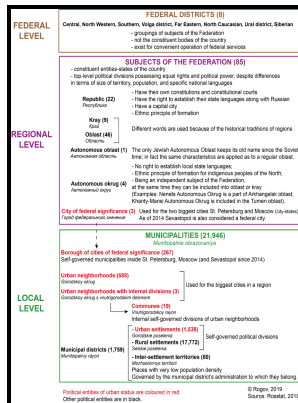 FEDERAL DISTRICTS (8)
Central, North Western, Southern, Volga district, Far Eastern, North Caucasian, Ural district, Siberian
- groupings of subjects of the Federation
- not the constituent bodies of the country
- exist for convenient operation of federal services
FEDERAL
LEVEL
SUBJECTS OF THE FEDERATION (85)
- constituent entities-states of the country
- top-level political divisions possessing equal rights and political power, despite differences
in terms of size of territory, population, and specific national languages
Republic (22)
Республика
- Have their own constitutions and constitutional courts
- Have the right to establish their state languages along with Russian
- Have a capital city
- Ethnic principle of formation
Kray (9)
Край
Oblast (46)
Область
Different words are used because of the historical traditions of regions
REGIONAL
LEVEL
Autonomous oblast (1)
Автономная область
The only Jewish Autonomous Oblast keeps its old name since the Soviet
time; in fact the same characteristics are applied as to a regular oblast.
Autonomous okrug (4)
Автономный округ
- No right to establish local state languages;
- Ethnic principle of formation for indigenous peoples of the North;
- Being an independent subject of the Federation,
at the same time they can be included into oblast or kray
(Examples: Nenets Autonomous Okrug is a part of Arkhangelsk oblast;
Khanty-Mansi Autonomous Okrug is included in the Tumen oblast).
City of federal significance (3)
Город федерального значения
Used for the two biggest cities St. Petersburg and Moscow (city-states)
As of 2014 Sevastopol is also considered a federal city
MUNICIPALITIES (21,946)
Munitsipalnie obrazovaniya
Borough of cities of federal significance (267)
Self-governed municipalities inside St. Petersburg, Moscow (and Sevastopol since 2014)
Urban neighborhoods (588)
Gorodskoy okrug
Urban neighborhoods with internal divisions (3)
Gorodskoy okrug s vnutrigorodskim deleniem
Used for the biggest cities in a region
Communes (19)
Vnutrigorodskoy rayon
Internal self-governed divisions of urban neighborhoods
LOCAL
LEVEL
Municipal districts (1,759)
Munitsipalny rayon
- Urban settlements (1,538)
Gorodskie poselenia
- Rural settlements (17,772)
Selskie poselenia
Self-governed political divisions
- Inter-settlement territories (80)
Mezhselennye territorii
Places with very low population density
Governed by the municipal district's administration to which they belong.
Political entities of urban status are coloured in red.
Other political entities are in black.
© Rogov, 2019
Source: Rosstat, 2019